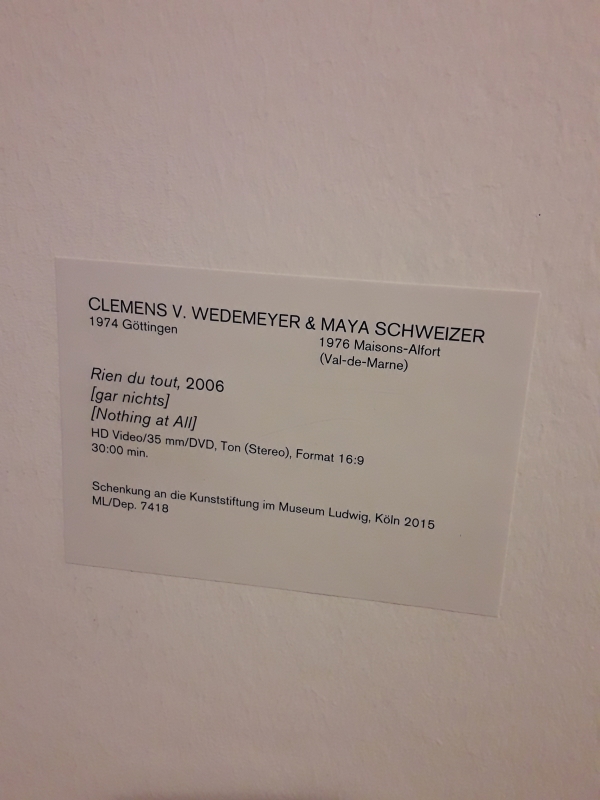 CLEMENS V. WEDEMEYER & MAYA SCHWEIZER
1974 Göttingen
1976 Maisons-Alfort
(Val-de-Marne)
Rien du tout, 2006
[gar nichts]
[Nothing at All]
HD Video/35 mm/DVD, Ton (Stereo), Format 16:9
30:00 min.
Schenkung an die Kunststiftung im Museum Ludwig, Köln 2015
ML/Dep. 7418